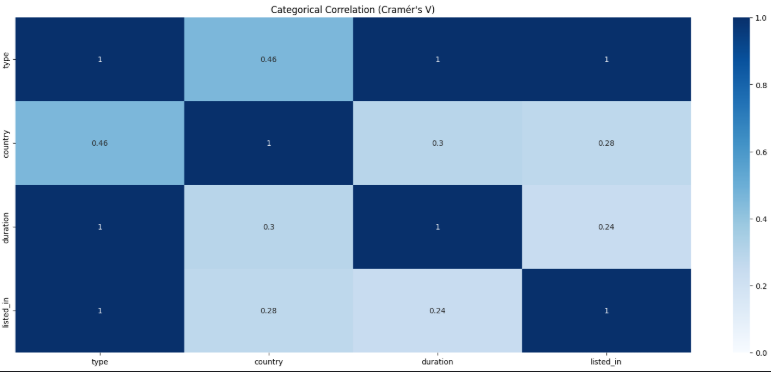 Categorical Correlation (Cramér's V)
type 1 0.46 1 1
country 0.46 1 0.3 0.28
duration 1 0.3 1 0.24
listed_in 1 0.28 0.24 1
type country duration listed_in
1.0
0.8
0.6
0.4
0.2
0.0